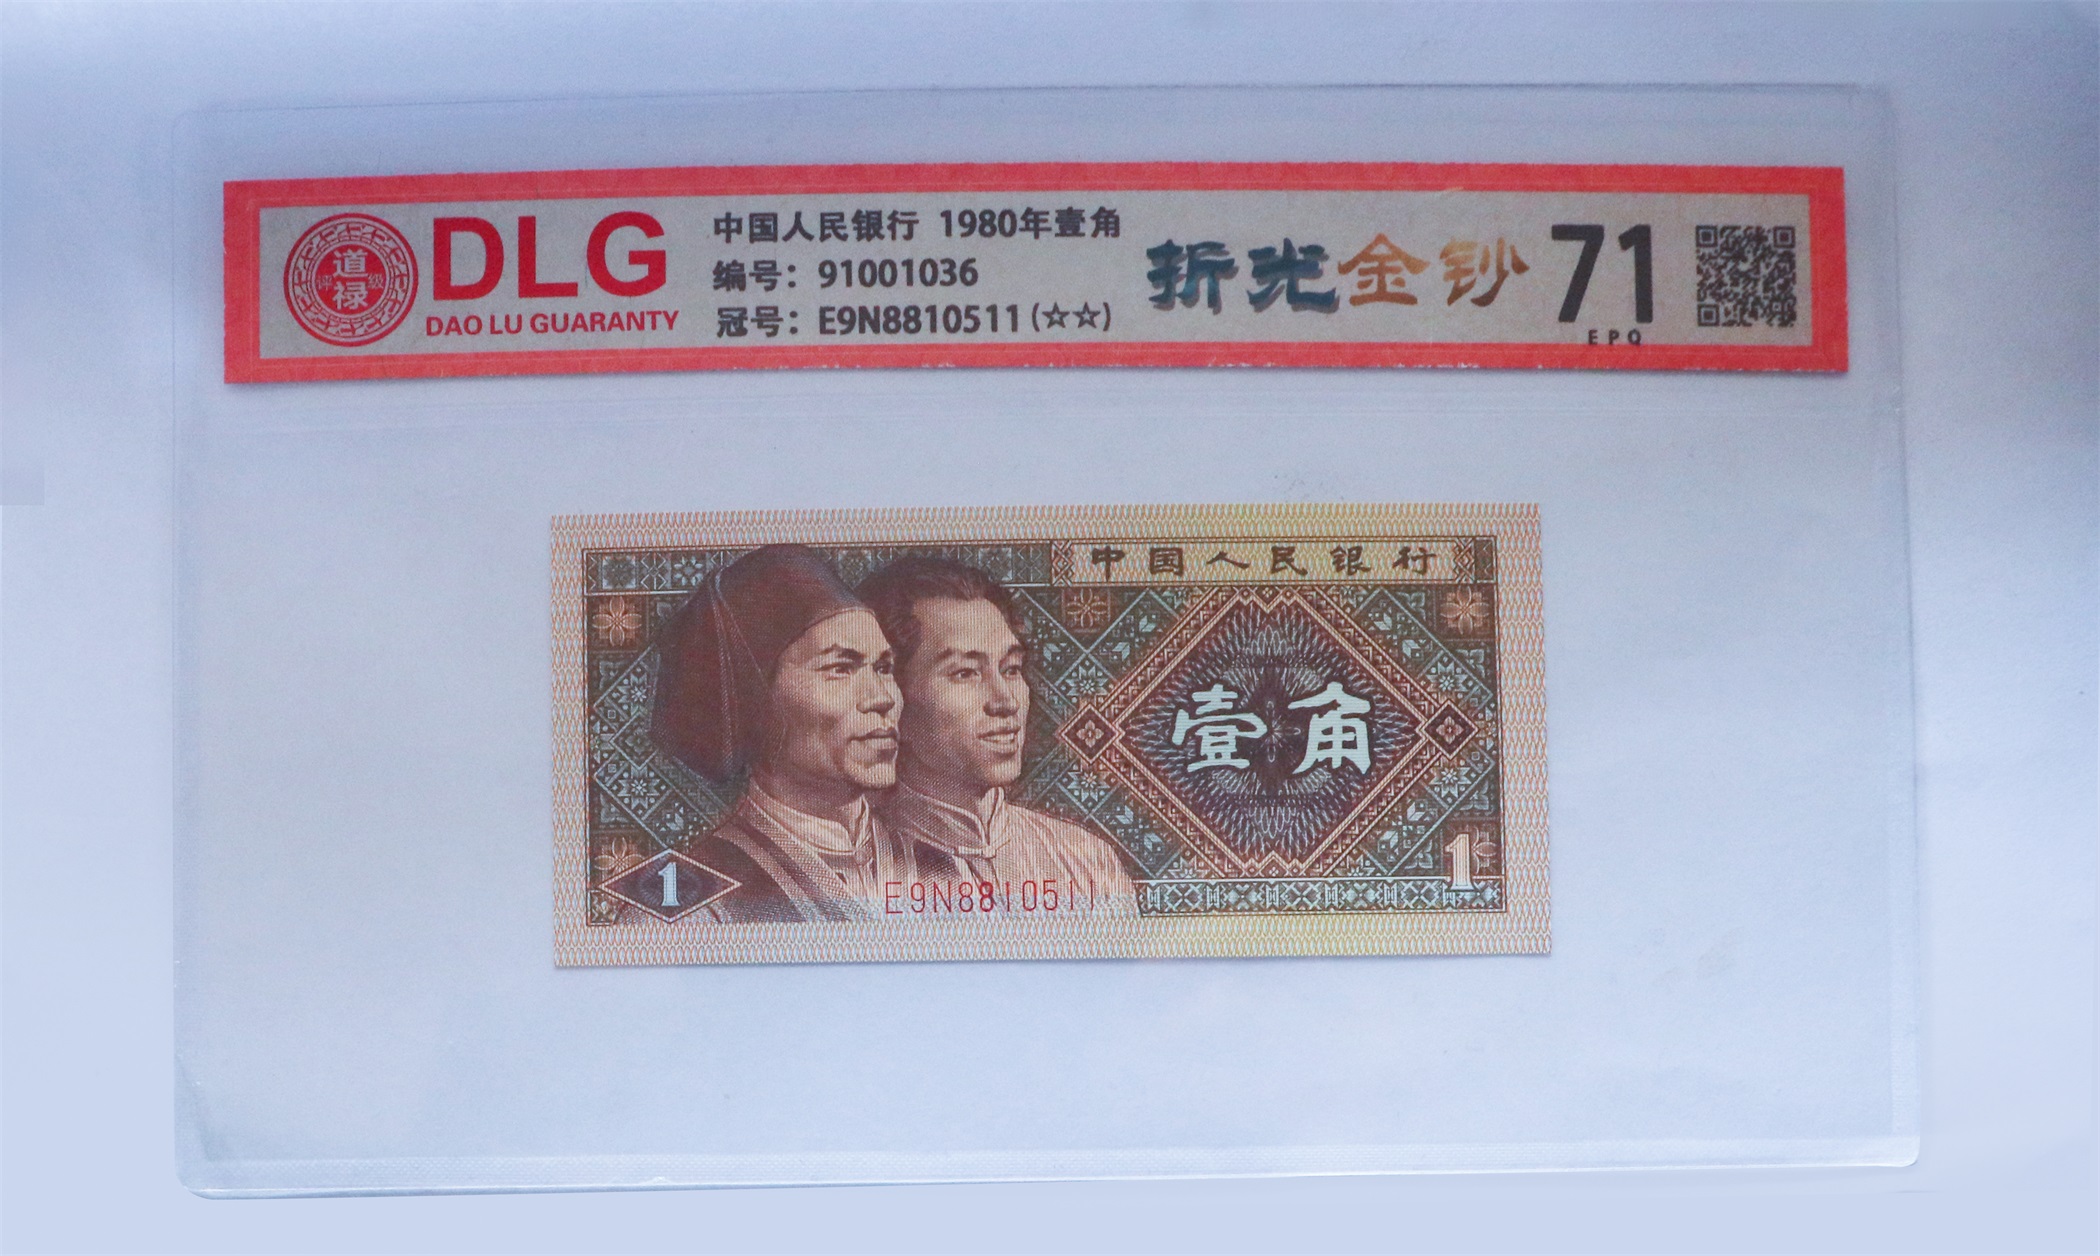 道禄
评级
DLG
DAO LU GUARANTY
中国人民银行 1980年壹角
编号：91001036
冠号：E9N8810511(☆☆)
折光金钞
71
EPQ
中国人民银行
壹角
1
E9N8810511
1